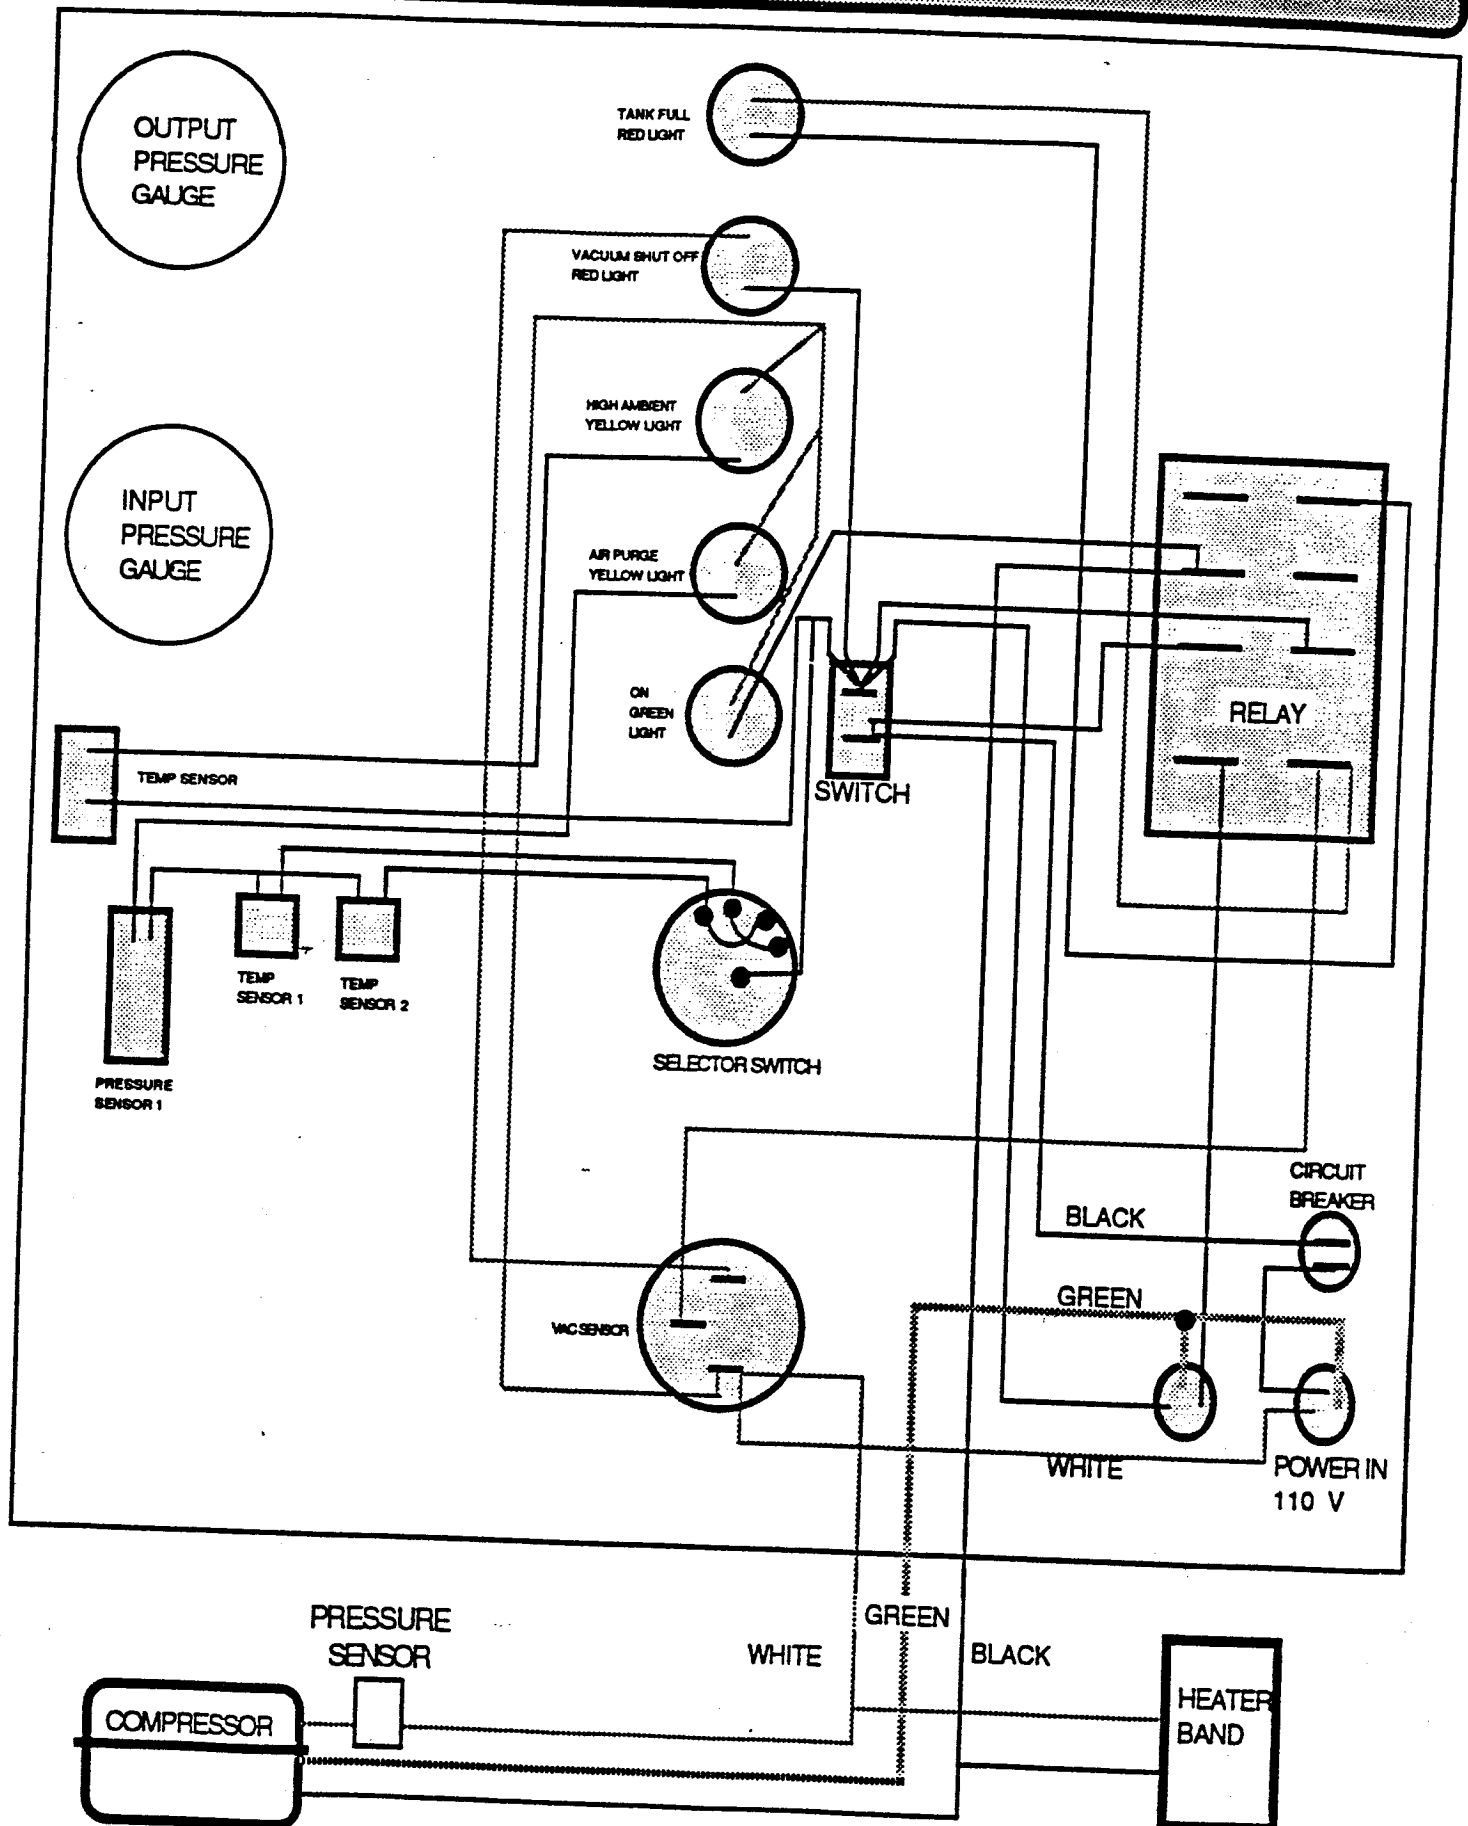 OUTPUT
PRESSURE
GAUGE
TANK FULL
RED LIGHT
VACUUM SHUT OFF
RED LIGHT
HIGH AMBIENT
YELLOW LIGHT
INPUT
PRESSURE
GAUGE
AIR PURGE
YELLOW LIGHT
ON
GREEN
LIGHT
RELAY
SWITCH
TEMP SENSOR
TEMP
SENSOR 1
TEMP
SENSOR 2
PRESSURE
SENSOR 1
SELECTOR SWITCH
CIRCUIT
BREAKER
BLACK
GREEN
VAC SENSOR
WHITE
POWER IN
110 V
PRESSURE
SENSOR
GREEN
WHITE
BLACK
COMPRESSOR
HEATER
BAND